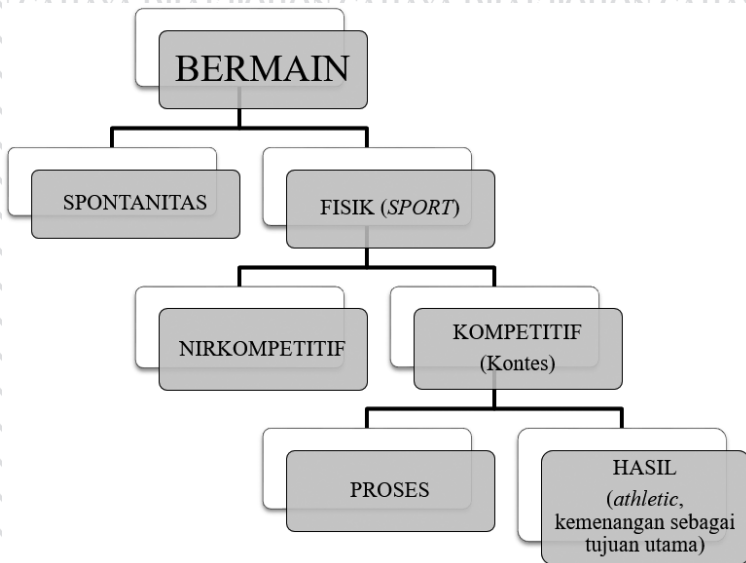 BERMAIN
SPONTANITAS
FISIK (SPORT)
NIRKOMPETITIF
KOMPETITIF
(Kontes)
PROSES
HASIL
(athletic,
kemenangan sebagai
tujuan utama)